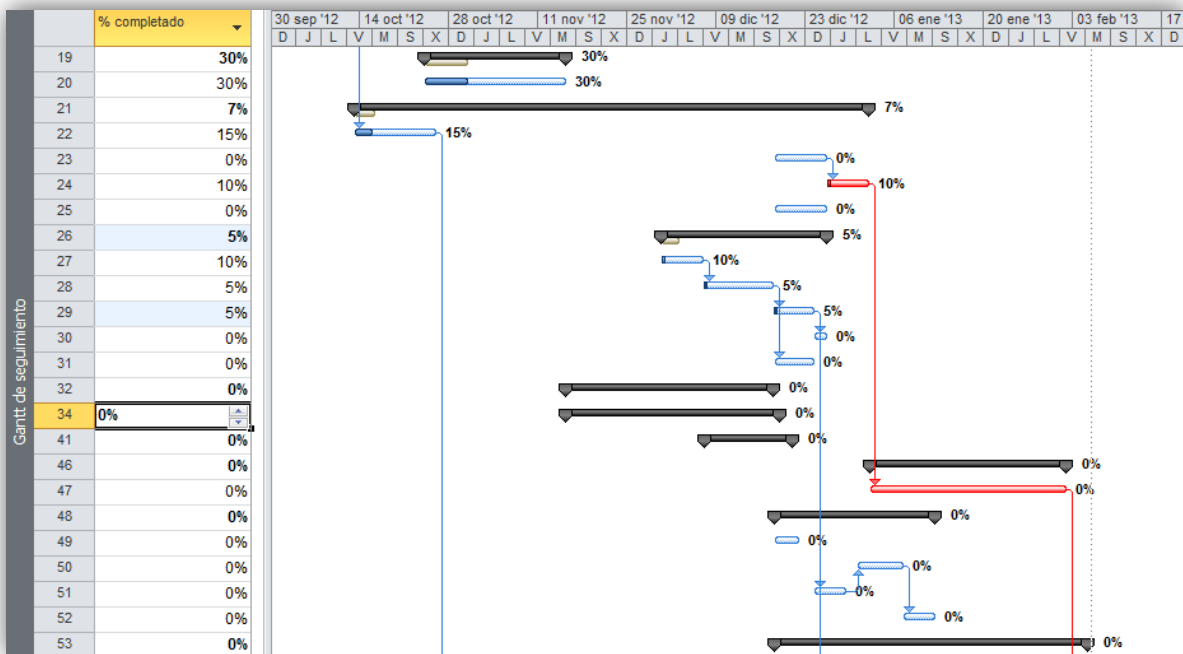 % completado
30 sep '12 14 oct '12 28 oct '12 11 nov '12 25 nov '12 09 dic '12 23 dic '12 06 ene '13 20 ene '13 03 feb '13 17
D J L V M S X D J L V M S X D J L V M S X D J L V M S X D J L V M S X D
19 30% 30%
20 30% 30%
21 7% 7%
22 15% 15%
23 0% 0%
24 10% 10%
25 0% 0%
26 5% 5%
27 10% 10%
28 5% 5%
29 5% 5%
30 0% 0%
31 0% 0%
32 0% 0%
34 0% 0%
41 0% 0%
46 0% 0%
47 0% 0%
48 0% 0%
49 0% 0%
50 0% 0%
51 0% 0%
52 0% 0%
53 0% 0%
Gantt de seguimiento